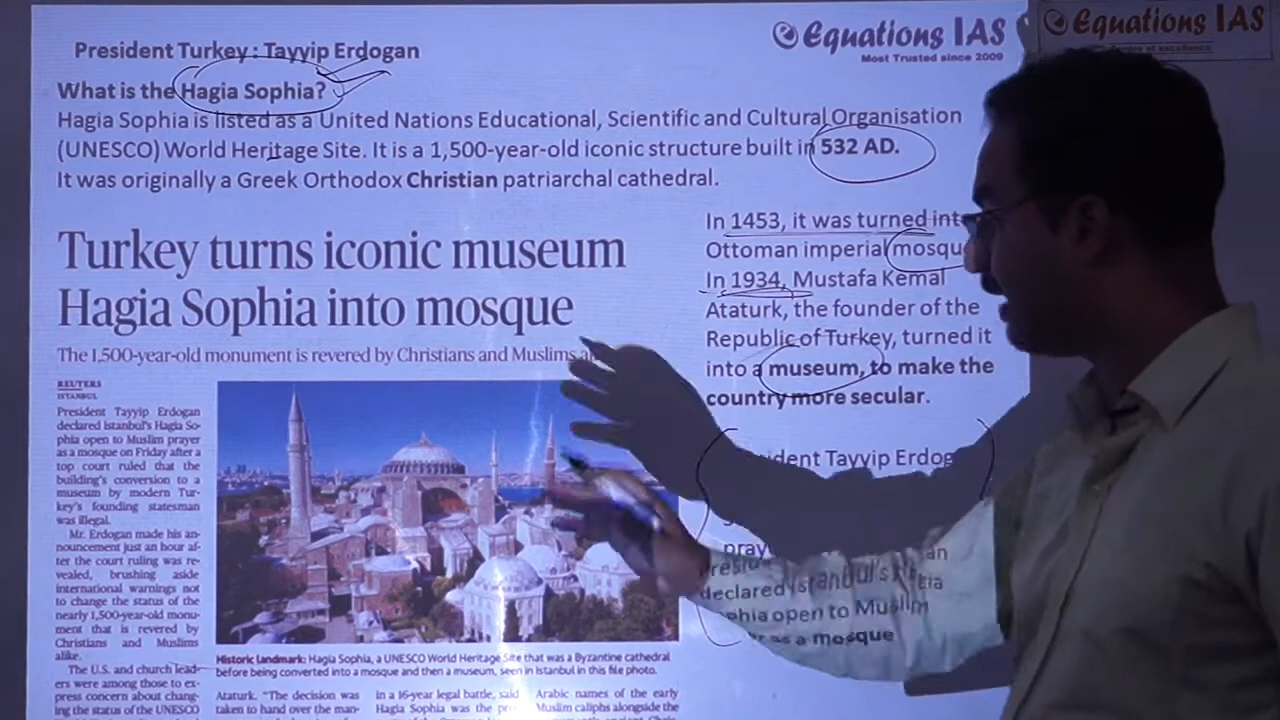 President Turkey : Tayyip Erdogan
Equations IAS
Most Trusted since 2009
Equations IAS
Centre of excellence
What is the Hagia Sophia?
Hagia Sophia is listed as a United Nations Educational, Scientific and Cultural Organisation
(UNESCO) World Heritage Site. It is a 1,500-year-old iconic structure built in 532 AD.
It was originally a Greek Orthodox Christian patriarchal cathedral.
Turkey turns iconic museum
Hagia Sophia into mosque
The 1,500-year-old monument is revered by Christians and Muslims
REUTERS
ISTANBUL
President Tayyip Erdogan
declared Istanbul's Hagia So-
phia open to Muslim prayer
as a mosque on Friday after a
top court ruled that the
building's conversion to a
museum by modern Tur-
key's founding statesman
was illegal.
Mr. Erdogan made his an-
nouncement just an hour af-
ter the court ruling was re-
vealed, brushing aside
international warnings not
to change the status of the
nearly 1,500-year-old monu-
ment that is revered by
Christians and Muslims
alike.
The U.S. and church lead-
ers were among those to ex-
press concern about chang-
ing the status of the UNESCO
Historic landmark: Hagia Sophia, a UNESCO World Heritage Site that was a Byzantine cathedral
before being converted into a mosque and then a museum, seen in Istanbul in this file photo.
Ataturk. "The decision was
taken to hand over the man-
in a 16-year legal battle, said
Hagia Sophia was the
Arabic names of the early
Muslim caliphs alongside the
In 1453, it was turned
Ottoman imperial
In 1934, Mustafa Kemal
Ataturk, the founder of the
Republic of Turkey, turned it
into a museum, to make the
country more secular.
Tayyip
declared Istanbul's
open to Muslim
as a mosque